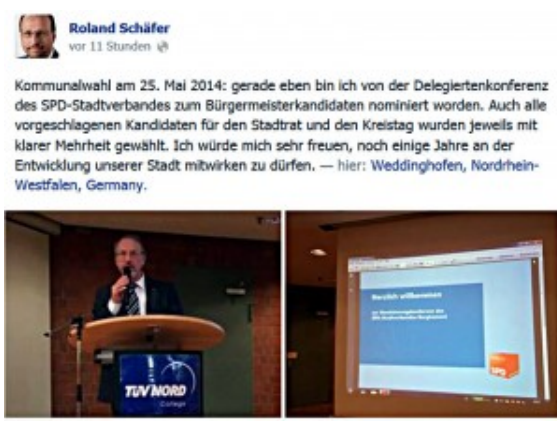 Roland Schäfer
vor 11 Stunden
Kommunalwahl am 25. Mai 2014: gerade eben bin ich von der Delegiertenkonferenz
des SPD-Stadtverbandes zum Bürgermeisterkandidaten nominiert worden. Auch alle
vorgeschlagenen Kandidaten für den Stadtrat und den Kreistag wurden jeweils mit
klarer Mehrheit gewählt. Ich würde mich sehr freuen, noch einige Jahre an der
Entwicklung unserer Stadt mitwirken zu dürfen. — hier: Weddinghofen, Nordrhein-
Westfalen, Germany.
TÜV NORD
College
Herzlich willkommen
SPD